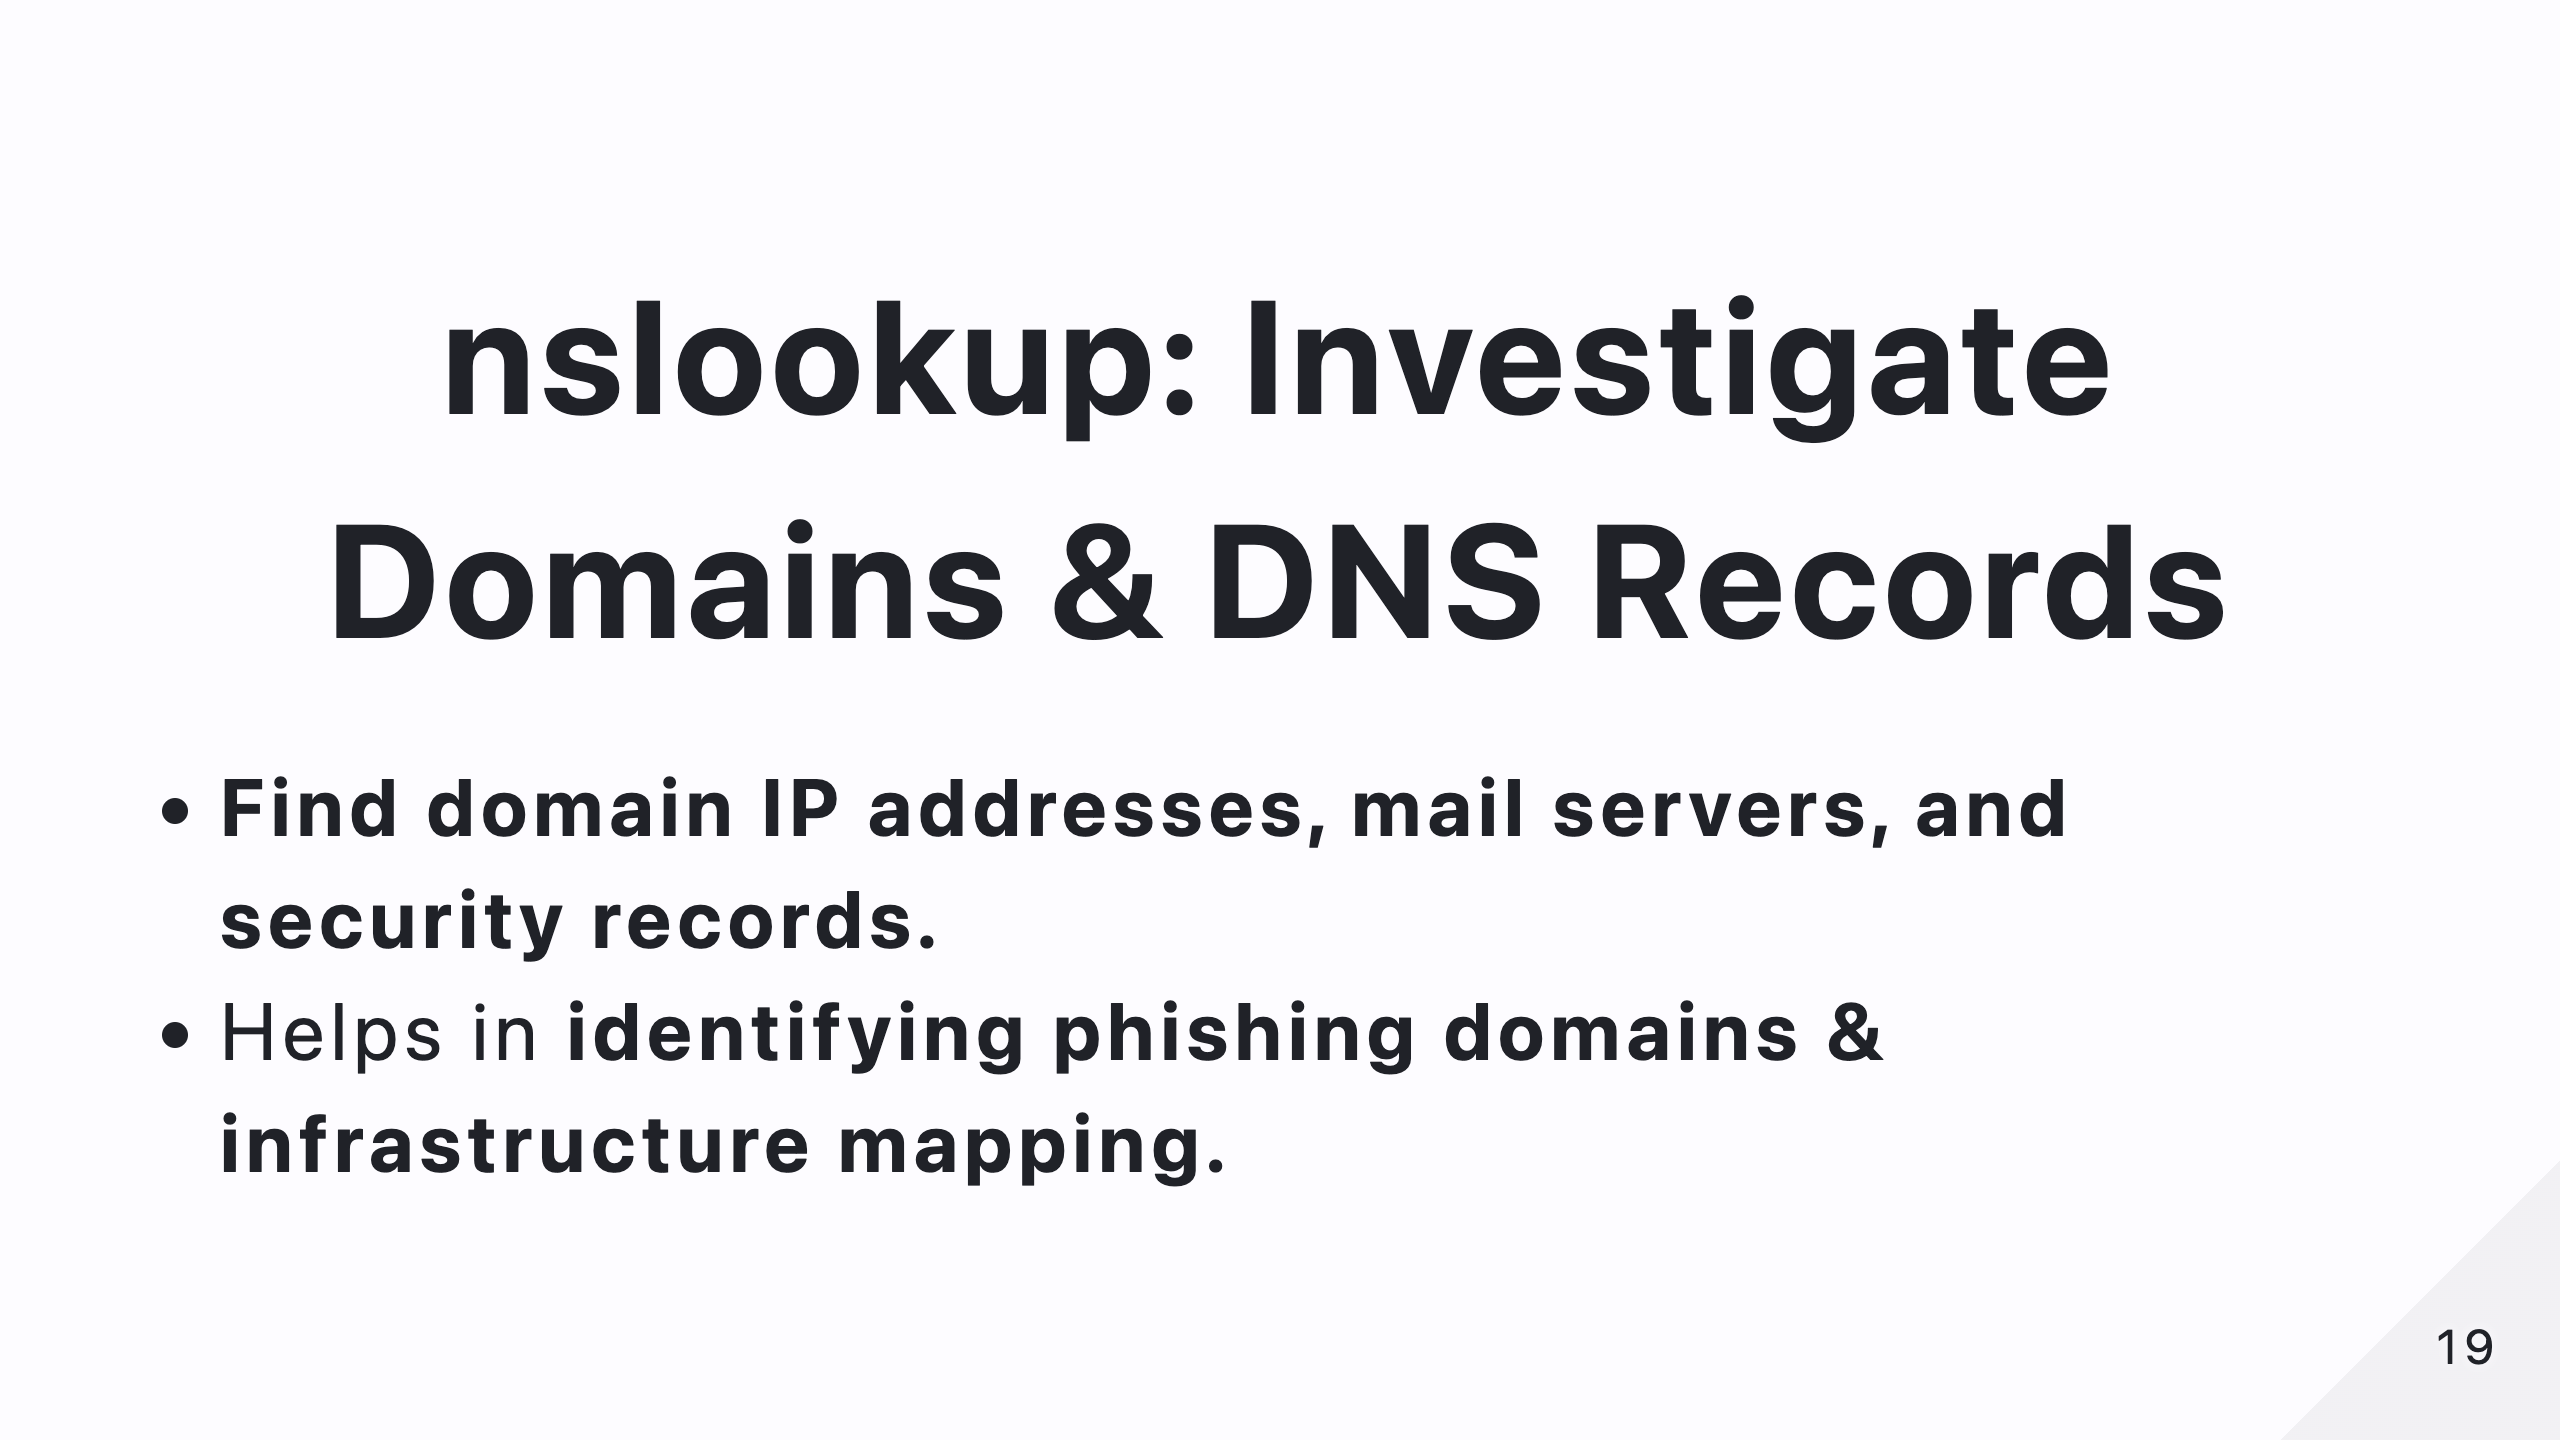 nslookup: Investigate
Domains & DNS Records
• Find domain IP addresses, mail servers, and
security records.
• Helps in identifying phishing domains &
infrastructure mapping.
19